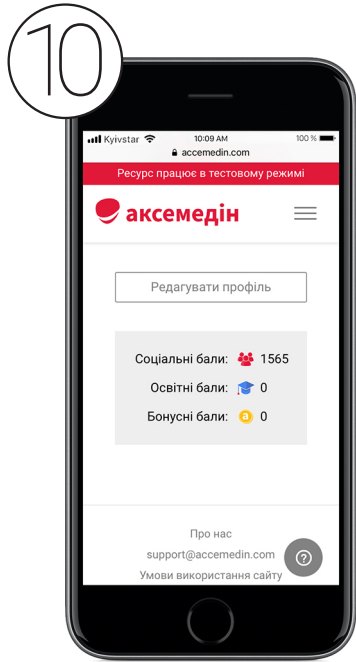 10
Kyivstar 10:09 AM 100 %
accemedin.com
Ресурс працює в тестовому режимі
аксемедін
Редагувати профіль
Соціальні бали: 1565
Освітні бали: 0
Бонусні бали: a 0
Про нас
support@accemedin.com
?
Умови використання сайту